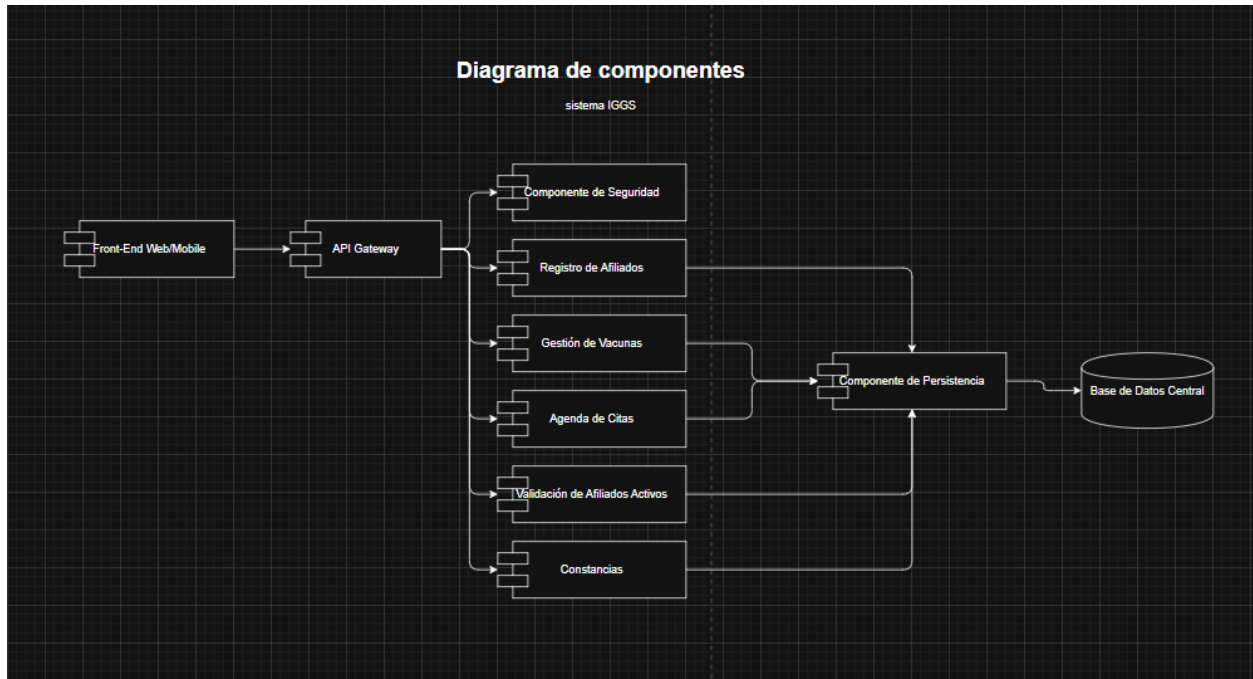 Diagrama de componentes
sistema IGGS
Componente de Seguridad
Front-End Web/Mobile
API Gateway
Registro de Afiliados
Gestión de Vacunas
Componente de Persistencia
Base de Datos Central
Agenda de Citas
Validación de Afiliados Activos
Constancias